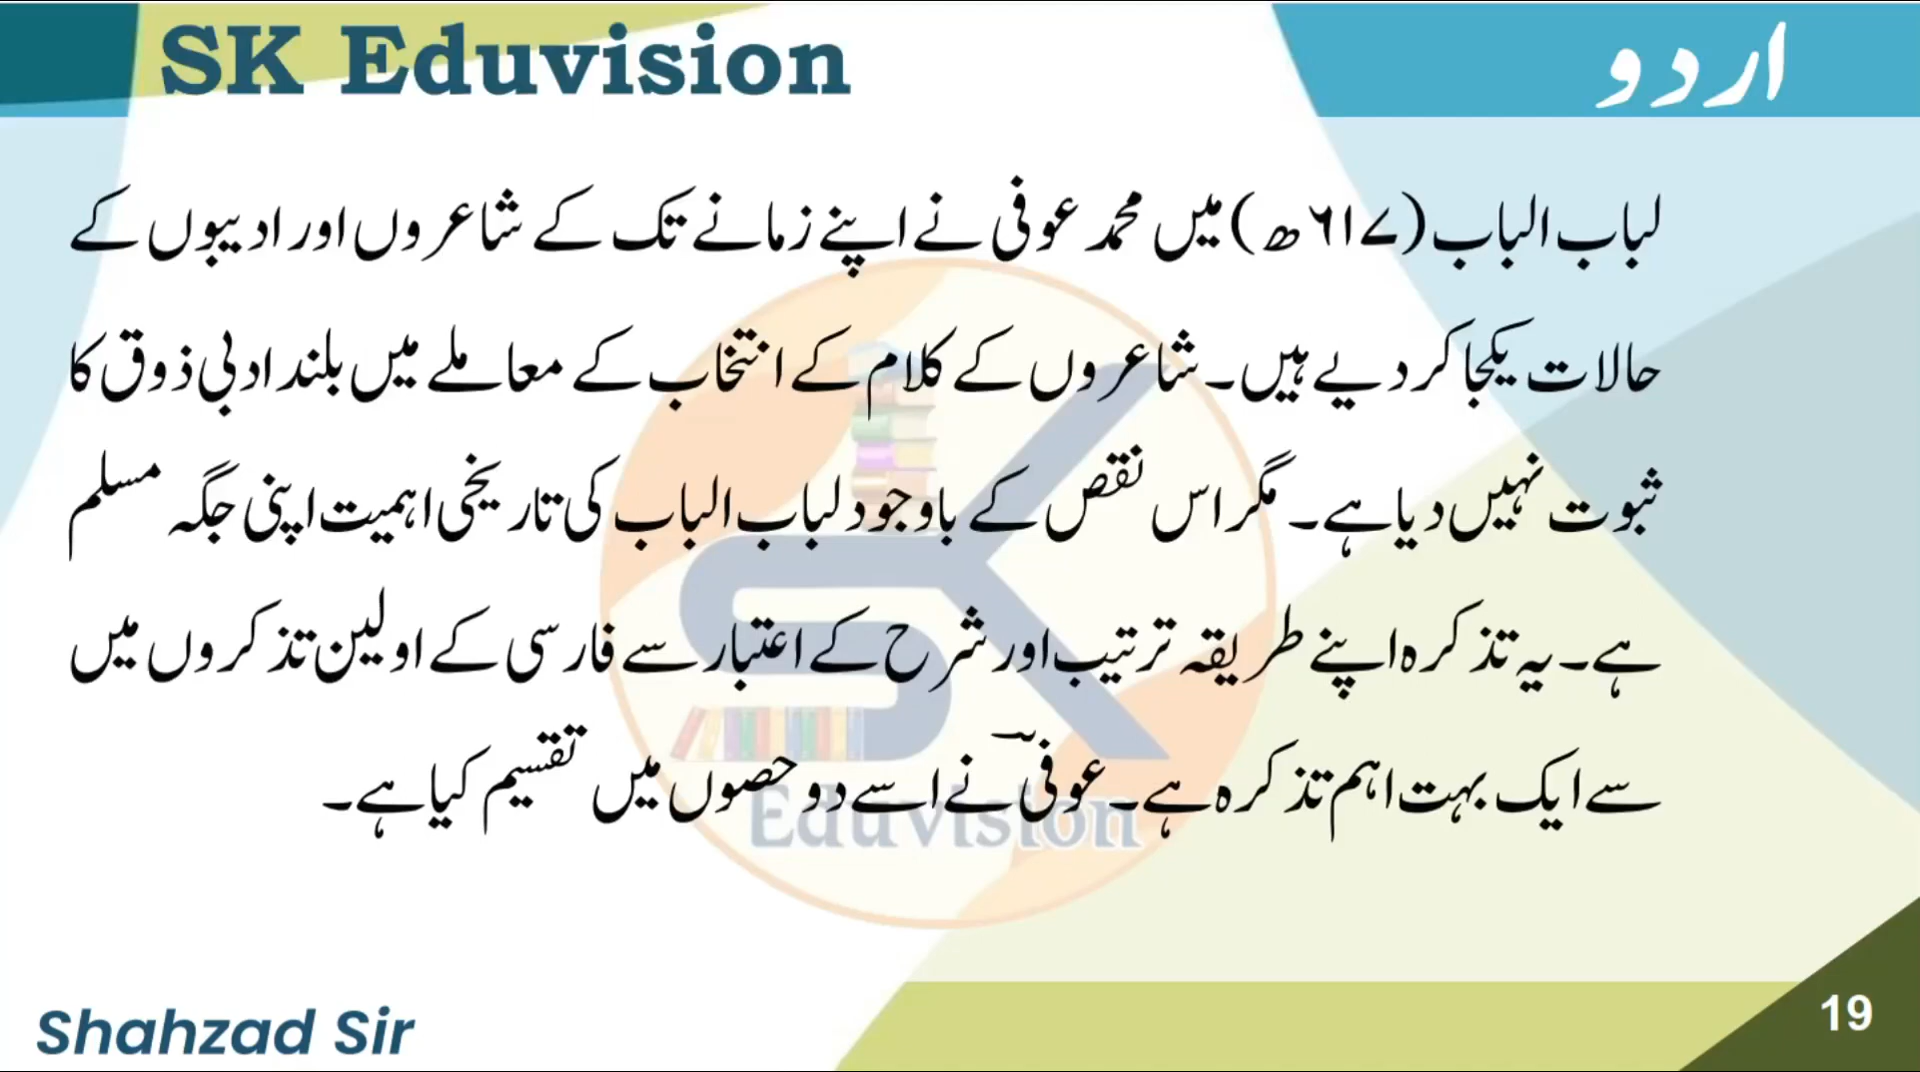 SK Eduvision
اردو
لباب الباب (۶۱۷ھ) میں محمد عوفی نے اپنے زمانے تک کے شاعروں اور ادیبوں کے
حالات یکجا کر دیے ہیں۔ شاعروں کے کلام کے انتخاب کے معاملے میں بلند ادبی ذوق کا
ثبوت نہیں دیا ہے۔ مگر اس نقص کے باوجود لباب الباب کی تاریخی اہمیت اپنی جگہ مسلم
ہے۔ یہ تذکرہ اپنے طریقہ ترتیب اور شرح کے اعتبار سے فارسی کے اولین تذکروں میں
سے ایک بہت اہم تذکرہ ہے۔ عوفیؔ نے اسے دو حصوں میں تقسیم کیا ہے۔
SK
Eduvision
Shahzad Sir
19